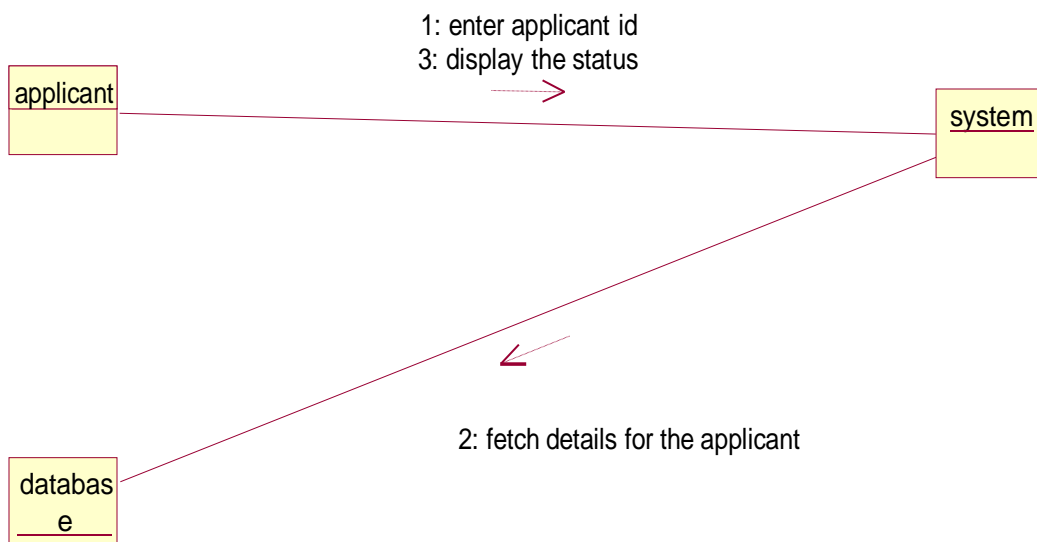 1: enter applicant id
3: display the status
applicant
system
2: fetch details for the applicant
databas
e